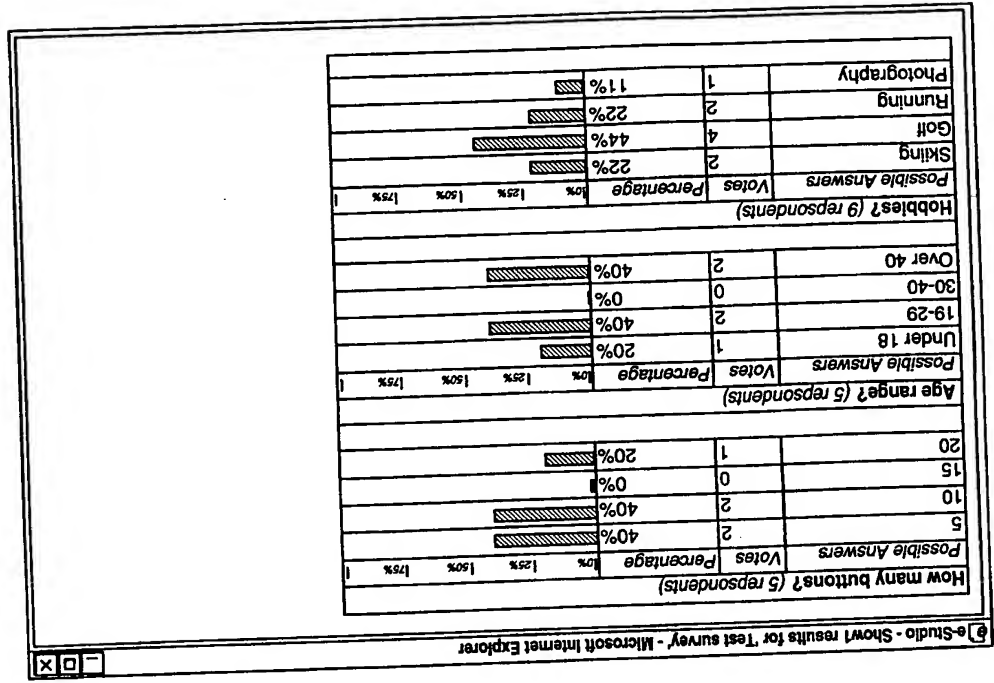 e-Studio - Show1 results for 'Test survey' - Microsoft Internet Explorer
How many buttons? (5 repsondents)
Possible Answers Votes Percentage |0% |25% |50% |75% |
5 2 40%
10 2 40%
15 0 0%
20 1 20%
Age range? (5 repsondents)
Possible Answers Votes Percentage |0% |25% |50% |75% |
Under 18 1 20%
19-29 2 40%
30-40 0 0%
Over 40 2 40%
Hobbies? (9 repsondents)
Possible Answers Votes Percentage |0% |25% |50% |75% |
Skiing 2 22%
Golf 4 44%
Running 2 22%
Photography 1 11%